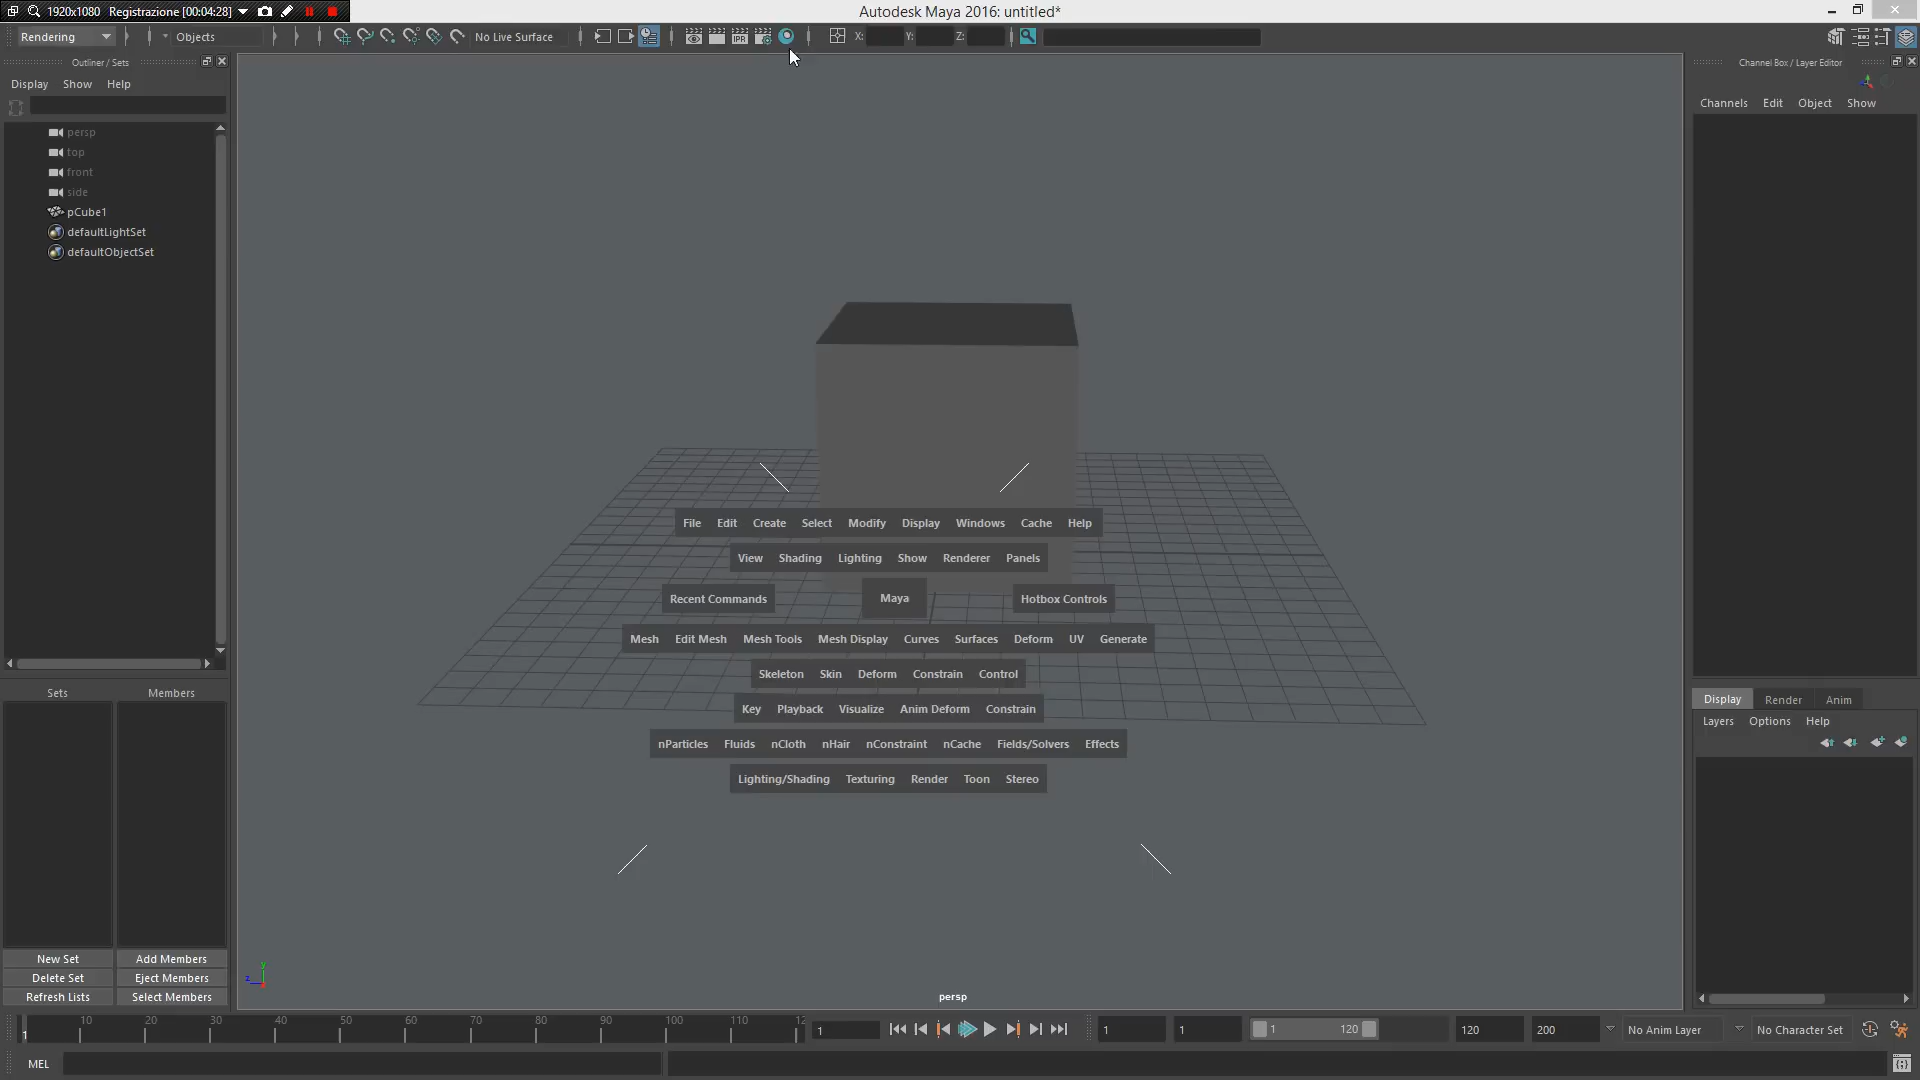 1920x1080 Registrazione [00:04:28]
Autodesk Maya 2016: untitled*
Rendering Objects No Live Surface X: Y: Z:
Outliner / Sets
Channel Box / Layer Editor
Display Show Help
Channels Edit Object Show
persp
top
front
side
pCube1
defaultLightSet
defaultObjectSet
File Edit Create Select Modify Display Windows Cache Help
View Shading Lighting Show Renderer Panels
Recent Commands Maya Hotbox Controls
Mesh Edit Mesh Mesh Tools Mesh Display Curves Surfaces Deform UV Generate
Skeleton Skin Deform Constrain Control
Key Playback Visualize Anim Deform Constrain
nParticles Fluids nCloth nHair nConstraint nCache Fields/Solvers Effects
Lighting/Shading Texturing Render Toon Stereo
Sets Members
Display Render Anim
Layers Options Help
New Set Add Members
Delete Set Eject Members
Refresh Lists Select Members
y
z
persp
1 10 20 30 40 50 60 70 80 90 100 110 12
1 1 1 1 120 120 200 No Anim Layer No Character Set
MEL
IPR